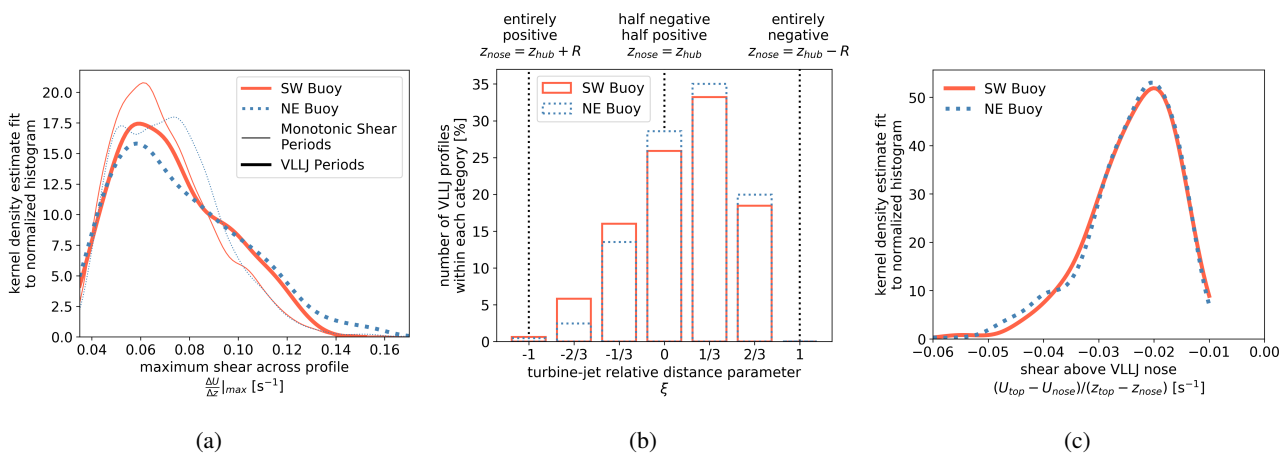 kernel density estimate fit
to normalized histogram
20.0
17.5
15.0
12.5
10.0
7.5
5.0
2.5
0.0
SW Buoy
NE Buoy
Monotonic Shear
Periods
VLLJ Periods
0.04 0.06 0.08 0.10 0.12 0.14 0.16
maximum shear across profile
ΔU/Δz|max [s⁻¹]
(a)
entirely
positive
z_nose = z_hub + R
half negative
half positive
z_nose = z_hub
entirely
negative
z_nose = z_hub − R
number of VLLJ profiles
within each category [%]
35
30
25
20
15
10
5
0
SW Buoy
NE Buoy
-1 -2/3 -1/3 0 1/3 2/3 1
turbine-jet relative distance parameter
ξ
(b)
kernel density estimate fit
to normalized histogram
50
40
30
20
10
0
SW Buoy
NE Buoy
−0.06 −0.05 −0.04 −0.03 −0.02 −0.01 0.00
shear above VLLJ nose
(U_top − U_nose)/(z_top − z_nose) [s⁻¹]
(c)